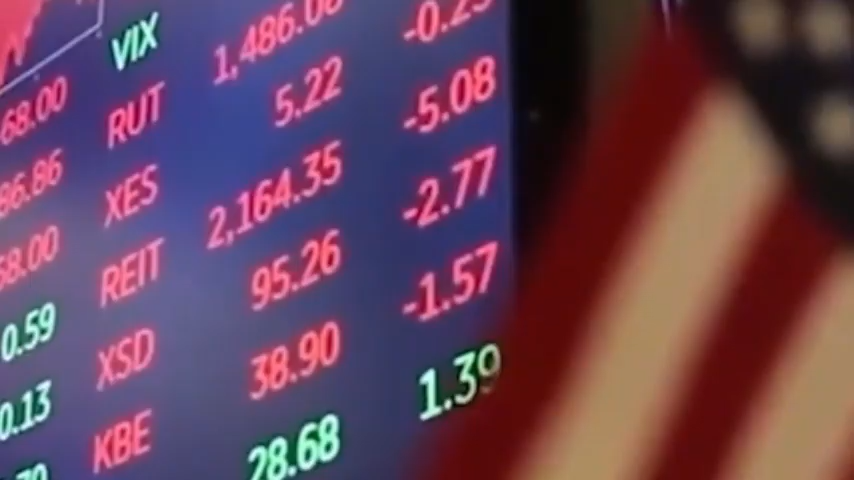 VIX
68.00 RUT 1,486.08
86.86 XES 5.22 -0.25
68.00 REIT 2,164.35 -5.08
0.59 XSD 95.26 -2.77
0.13 KBE 38.90 -1.57
28.68 1.39